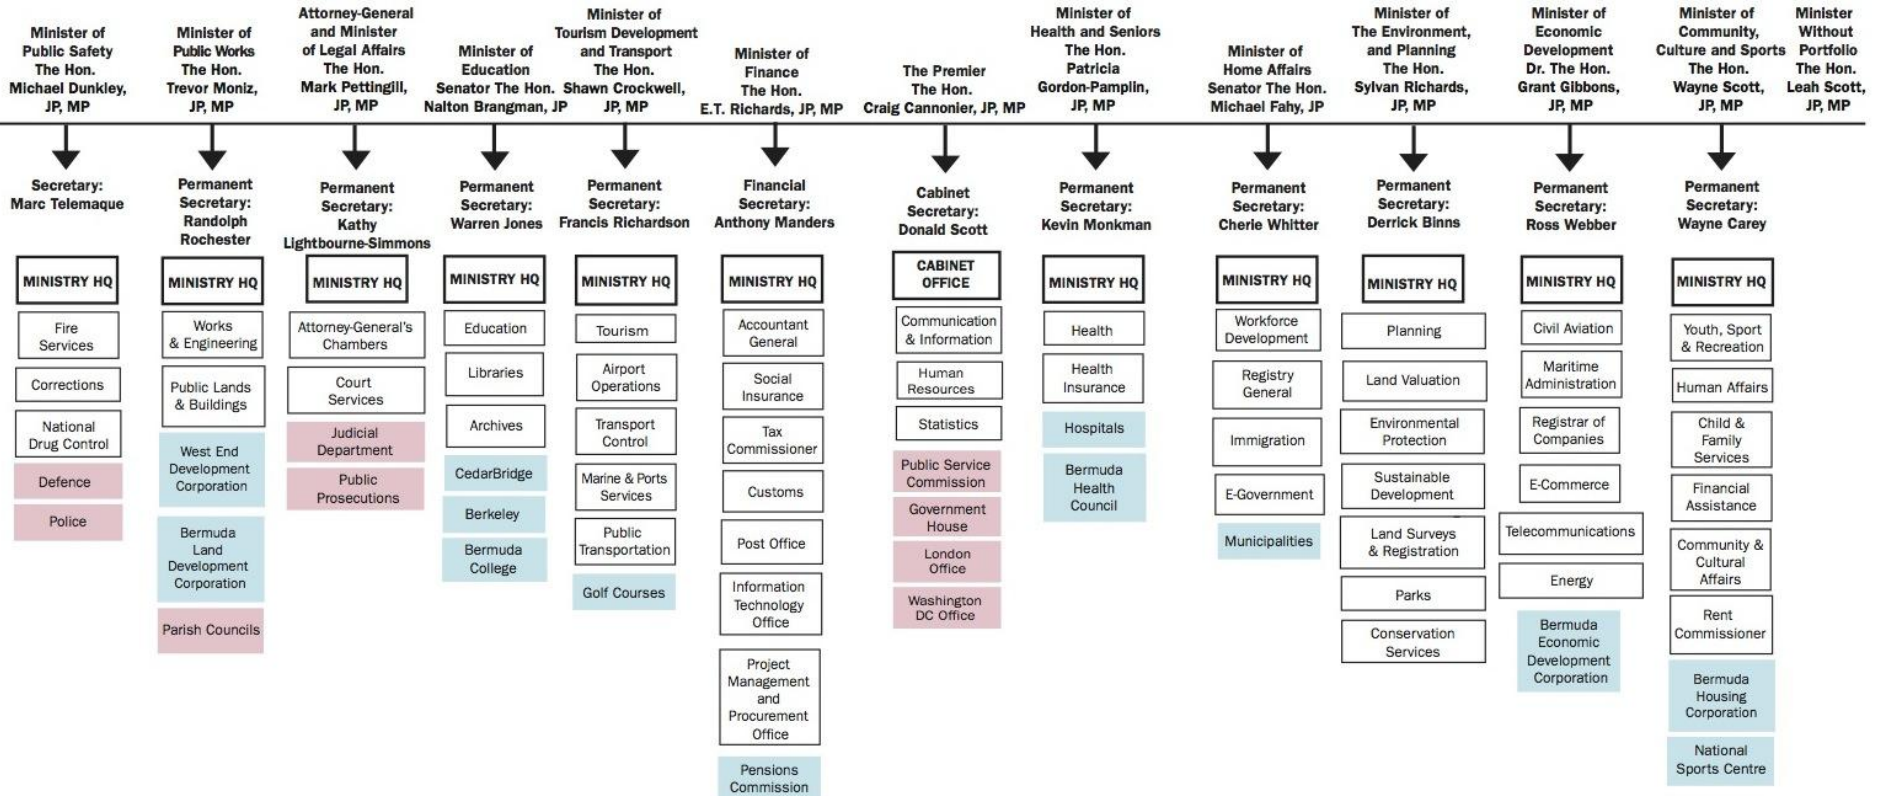 Minister of
Public Safety
The Hon.
Michael Dunkley,
JP, MP
Secretary:
Marc Telemaque
MINISTRY HQ
Fire
Services
Corrections
National
Drug Control
Defence
Police
Minister of
Public Works
The Hon.
Trevor Moniz,
JP, MP
Permanent
Secretary:
Randolph
Rochester
MINISTRY HQ
Works
& Engineering
Public Lands
& Buildings
West End
Development
Corporation
Bermuda
Land
Development
Corporation
Parish Councils
Attorney-General
and Minister
of Legal Affairs
The Hon.
Mark Pettingill,
JP, MP
Permanent
Secretary:
Kathy
Lightbourne-Simmons
MINISTRY HQ
Attorney-General's
Chambers
Court
Services
Judicial
Department
Public
Prosecutions
Minister of
Education
Senator The Hon.
Nalton Brangman, JP
Permanent
Secretary:
Warren Jones
MINISTRY HQ
Education
Libraries
Archives
CedarBridge
Berkeley
Bermuda
College
Minister of
Tourism Development
and Transport
The Hon.
Shawn Crockwell,
JP, MP
Permanent
Secretary:
Francis Richardson
MINISTRY HQ
Tourism
Airport
Operations
Transport
Control
Marine & Ports
Services
Public
Transportation
Golf Courses
Minister of
Finance
The Hon.
E.T. Richards, JP, MP
Financial
Secretary:
Anthony Manders
MINISTRY HQ
Accountant
General
Social
Insurance
Tax
Commissioner
Customs
Post Office
Information
Technology
Office
Project
Management
and
Procurement
Office
Pensions
Commission
The Premier
The Hon.
Craig Cannonier, JP, MP
Cabinet
Secretary:
Donald Scott
CABINET
OFFICE
Communication
& Information
Human
Resources
Statistics
Public Service
Commission
Government
House
London
Office
Washington
DC Office
Minister of
Health and Seniors
The Hon.
Patricia
Gordon-Pamplin,
JP, MP
Permanent
Secretary:
Kevin Monkman
MINISTRY HQ
Health
Health
Insurance
Hospitals
Bermuda
Health
Council
Minister of
Home Affairs
Senator The Hon.
Michael Fahy, JP
Permanent
Secretary:
Cherie Whitter
MINISTRY HQ
Workforce
Development
Registry
General
Immigration
E-Government
Municipalities
Minister of
The Environment,
and Planning
The Hon.
Sylvan Richards,
JP, MP
Permanent
Secretary:
Derrick Binns
MINISTRY HQ
Planning
Land Valuation
Environmental
Protection
Sustainable
Development
Land Surveys
& Registration
Parks
Conservation
Services
Minister of
Economic
Development
Dr. The Hon.
Grant Gibbons,
JP, MP
Permanent
Secretary:
Ross Webber
MINISTRY HQ
Civil Aviation
Maritime
Administration
Registrar of
Companies
E-Commerce
Telecommunications
Energy
Bermuda
Economic
Development
Corporation
Minister of
Community,
Culture and Sports
The Hon.
Wayne Scott,
JP, MP
Permanent
Secretary:
Wayne Carey
MINISTRY HQ
Youth, Sport
& Recreation
Human Affairs
Child &
Family
Services
Financial
Assistance
Community &
Cultural
Affairs
Rent
Commissioner
Bermuda
Housing
Corporation
National
Sports Centre
Minister
Without
Portfolio
The Hon.
Leah Scott,
JP, MP